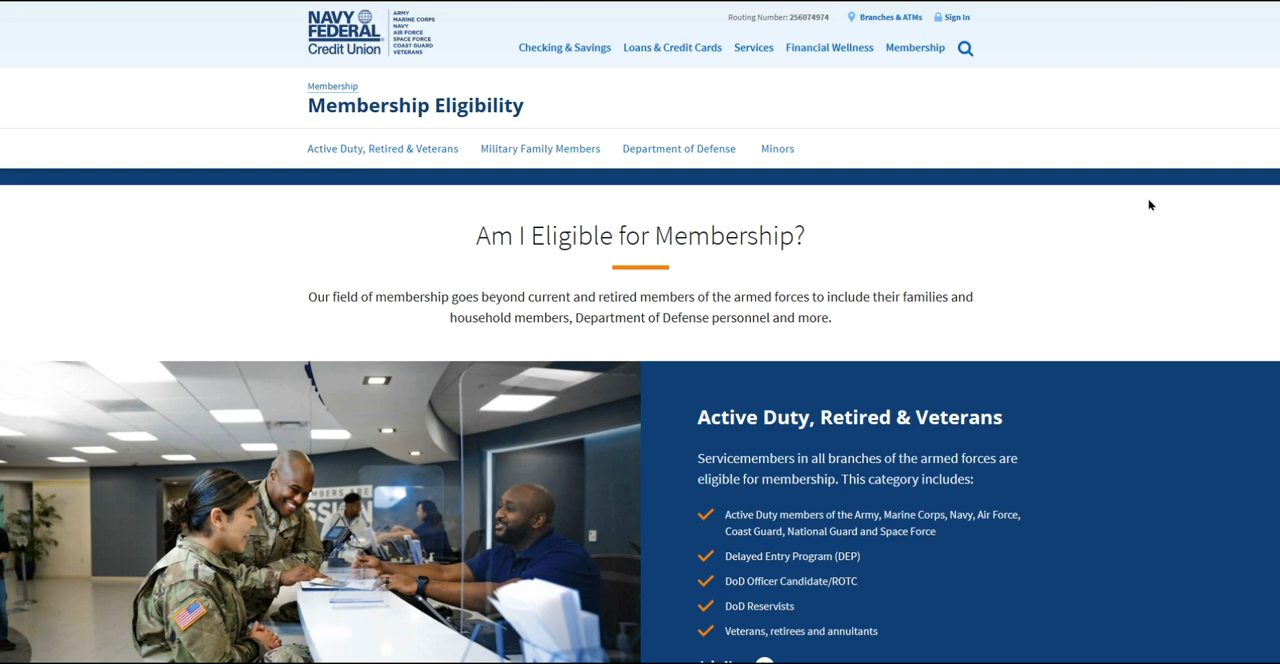 NAVY FEDERAL Credit Union
ARMY
MARINE CORPS
NAVY
AIR FORCE
SPACE FORCE
COAST GUARD
VETERANS
Routing Number: 256074974 Branches & ATMs Sign In
Checking & Savings Loans & Credit Cards Services Financial Wellness Membership
Membership
Membership Eligibility
Active Duty, Retired & Veterans Military Family Members Department of Defense Minors
Am I Eligible for Membership?
Our field of membership goes beyond current and retired members of the armed forces to include their families and
household members, Department of Defense personnel and more.
Active Duty, Retired & Veterans
Servicemembers in all branches of the armed forces are
eligible for membership. This category includes:
Active Duty members of the Army, Marine Corps, Navy, Air Force,
Coast Guard, National Guard and Space Force
Delayed Entry Program (DEP)
DoD Officer Candidate/ROTC
DoD Reservists
Veterans, retirees and annuitants